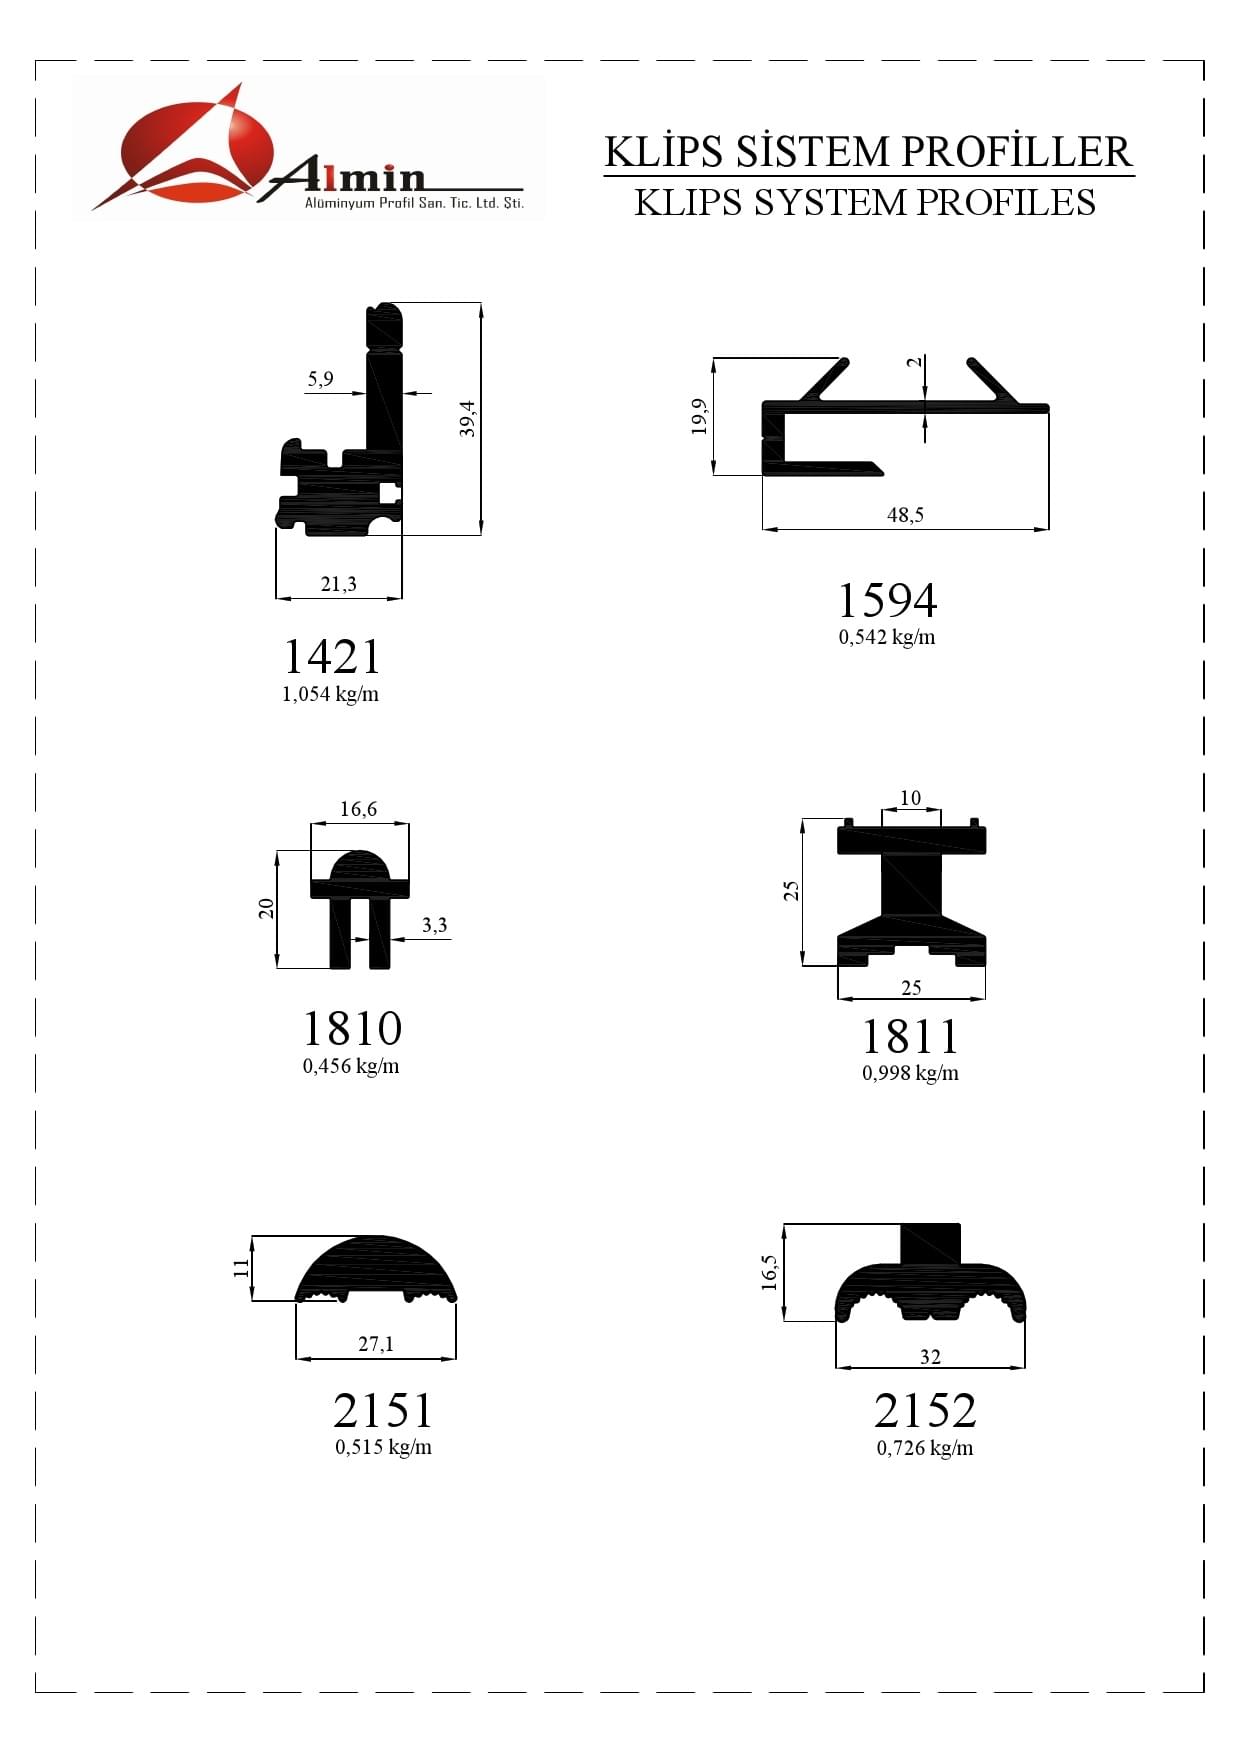 Almin
Alüminyum Profil San. Tic. Ltd. Şti.
KLİPS SİSTEM PROFİLLER
KLIPS SYSTEM PROFILES
5,9
39,4
21,3
1421
1,054 kg/m
19,9
2
48,5
1594
0,542 kg/m
16,6
20
3,3
1810
0,456 kg/m
10
25
25
1811
0,998 kg/m
11
27,1
2151
0,515 kg/m
16,5
32
2152
0,726 kg/m